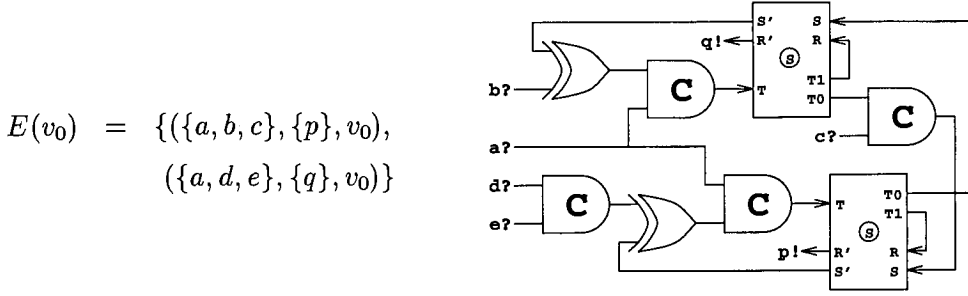 E(v₀) = {({a, b, c}, {p}, v₀),
({a, d, e}, {q}, v₀)}
S' S
q! R' R
S
b? C T T1
T0
C
c?
a?
d? T T0
C C T1
e? S
p! R' R
S' S